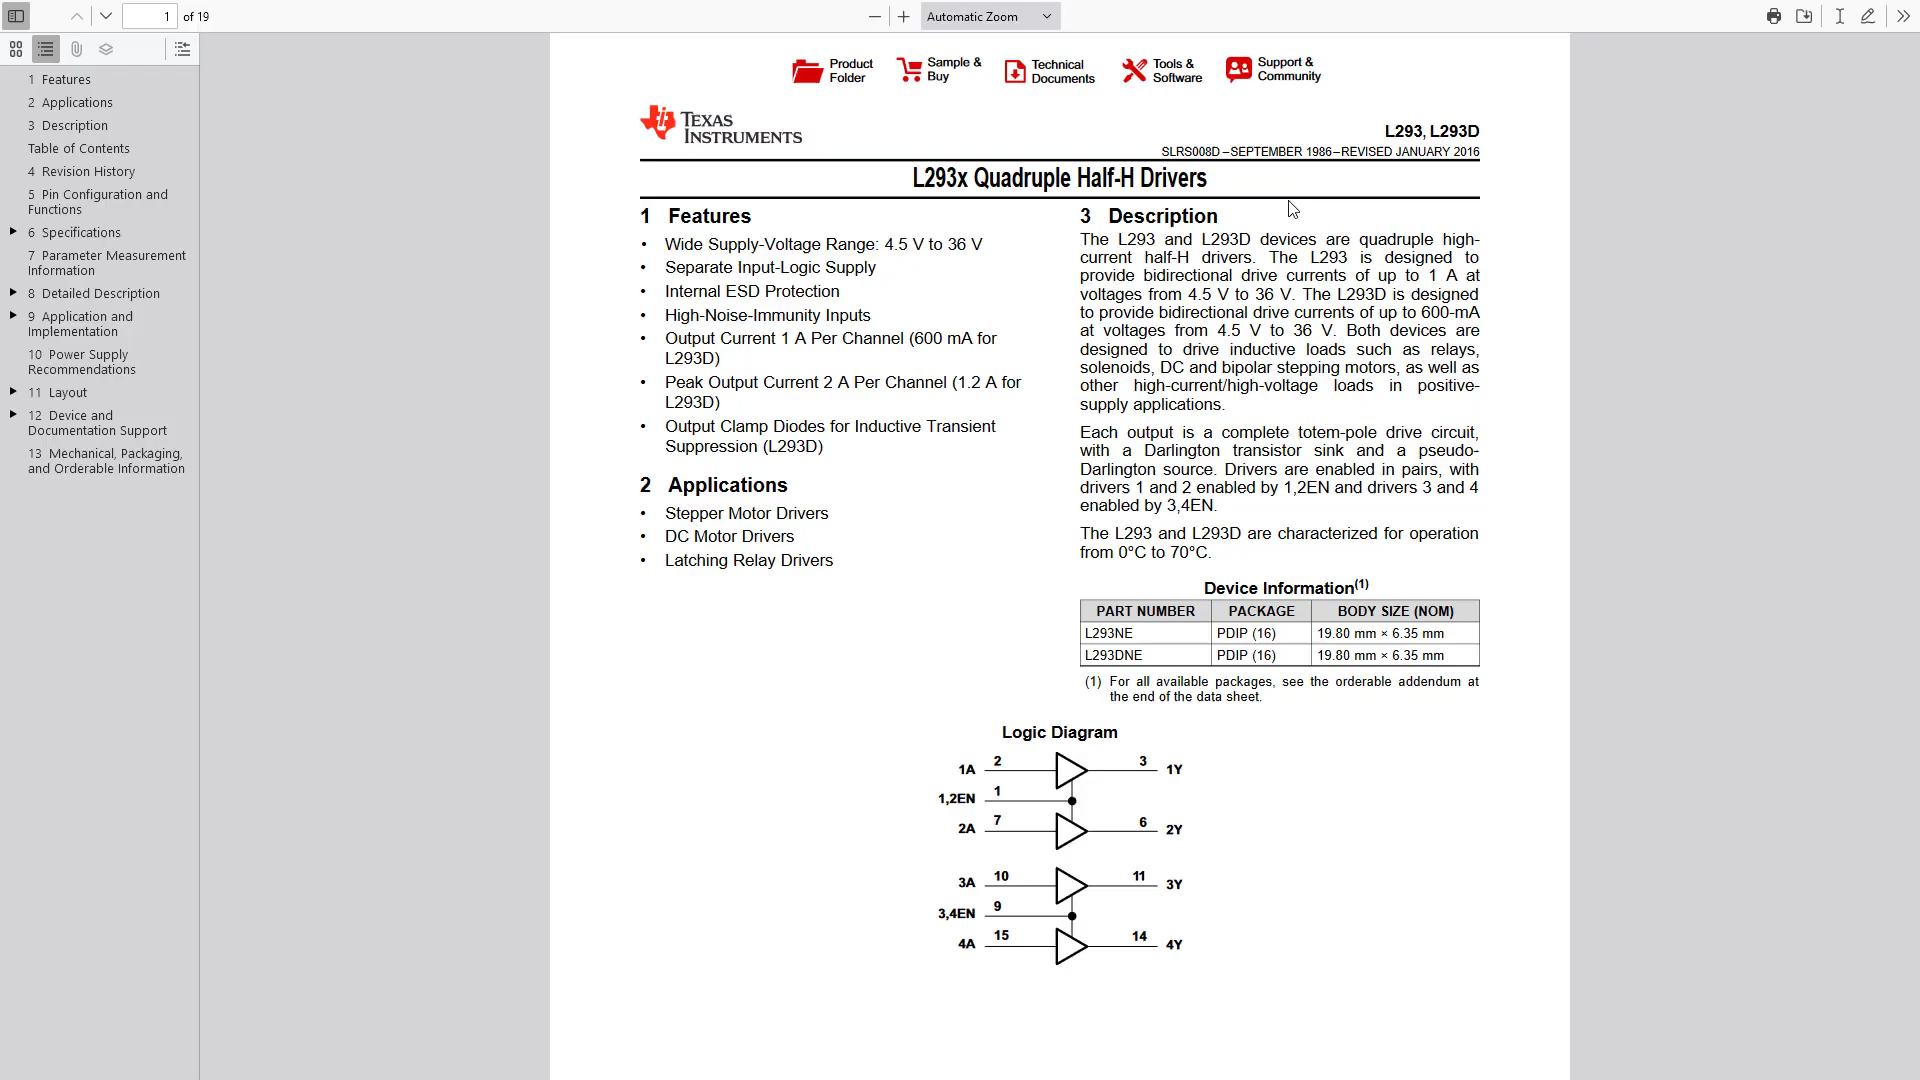 1 of 19
Automatic Zoom
1 Features
2 Applications
3 Description
Table of Contents
4 Revision History
5 Pin Configuration and
Functions
6 Specifications
7 Parameter Measurement
Information
8 Detailed Description
9 Application and
Implementation
10 Power Supply
Recommendations
11 Layout
12 Device and
Documentation Support
13 Mechanical, Packaging,
and Orderable Information
Product
Folder
Sample &
Buy
Technical
Documents
Tools &
Software
Support &
Community
TEXAS
INSTRUMENTS
L293, L293D
SLRS008D –SEPTEMBER 1986–REVISED JANUARY 2016
L293x Quadruple Half-H Drivers
1 Features
• Wide Supply-Voltage Range: 4.5 V to 36 V
• Separate Input-Logic Supply
• Internal ESD Protection
• High-Noise-Immunity Inputs
• Output Current 1 A Per Channel (600 mA for
L293D)
• Peak Output Current 2 A Per Channel (1.2 A for
L293D)
• Output Clamp Diodes for Inductive Transient
Suppression (L293D)
2 Applications
• Stepper Motor Drivers
• DC Motor Drivers
• Latching Relay Drivers
3 Description
The L293 and L293D devices are quadruple high-
current half-H drivers. The L293 is designed to
provide bidirectional drive currents of up to 1 A at
voltages from 4.5 V to 36 V. The L293D is designed
to provide bidirectional drive currents of up to 600-mA
at voltages from 4.5 V to 36 V. Both devices are
designed to drive inductive loads such as relays,
solenoids, DC and bipolar stepping motors, as well as
other high-current/high-voltage loads in positive-
supply applications.
Each output is a complete totem-pole drive circuit,
with a Darlington transistor sink and a pseudo-
Darlington source. Drivers are enabled in pairs, with
drivers 1 and 2 enabled by 1,2EN and drivers 3 and 4
enabled by 3,4EN.
The L293 and L293D are characterized for operation
from 0°C to 70°C.
Device Information(1)
PART NUMBER PACKAGE BODY SIZE (NOM)
L293NE PDIP (16) 19.80 mm × 6.35 mm
L293DNE PDIP (16) 19.80 mm × 6.35 mm
(1) For all available packages, see the orderable addendum at
the end of the data sheet.
Logic Diagram
1A 2 3 1Y
1,2EN 1
2A 7 6 2Y
3A 10 11 3Y
3,4EN 9
4A 15 14 4Y